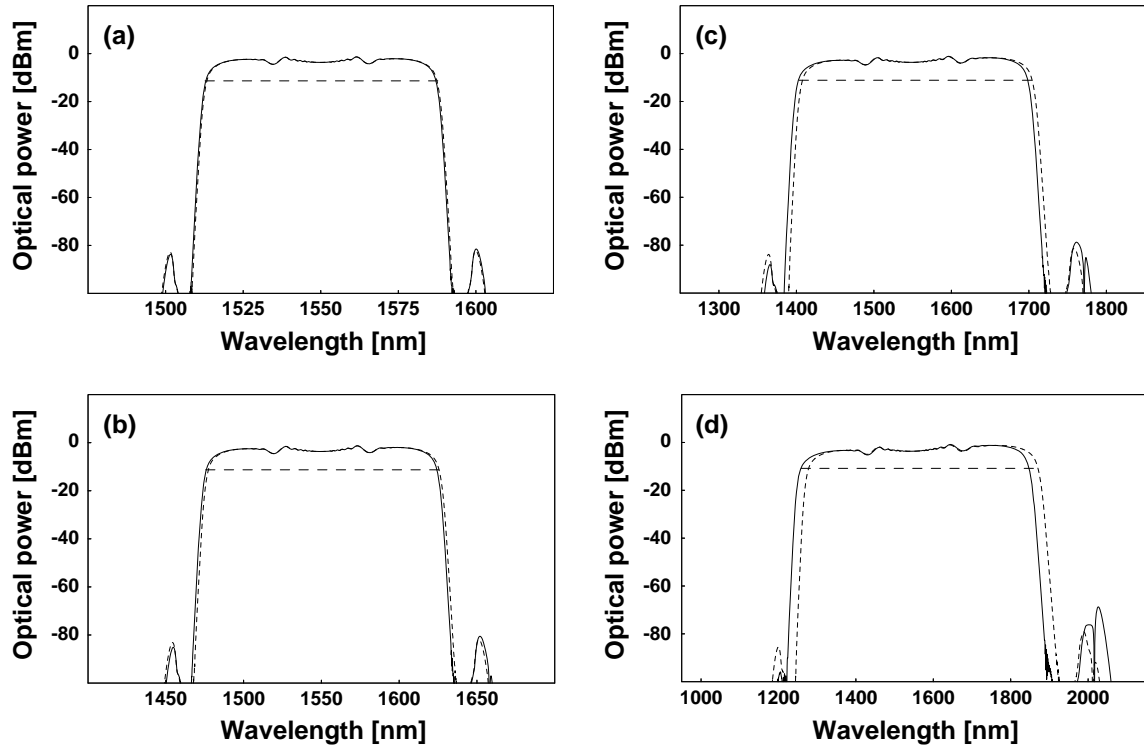 (a)
Optical power [dBm]
0
-20
-40
-60
-80
1500 1525 1550 1575 1600
Wavelength [nm]
(c)
Optical power [dBm]
0
-20
-40
-60
-80
1300 1400 1500 1600 1700 1800
Wavelength [nm]
(b)
Optical power [dBm]
0
-20
-40
-60
-80
1450 1500 1550 1600 1650
Wavelength [nm]
(d)
Optical power [dBm]
0
-20
-40
-60
-80
1000 1200 1400 1600 1800 2000
Wavelength [nm]